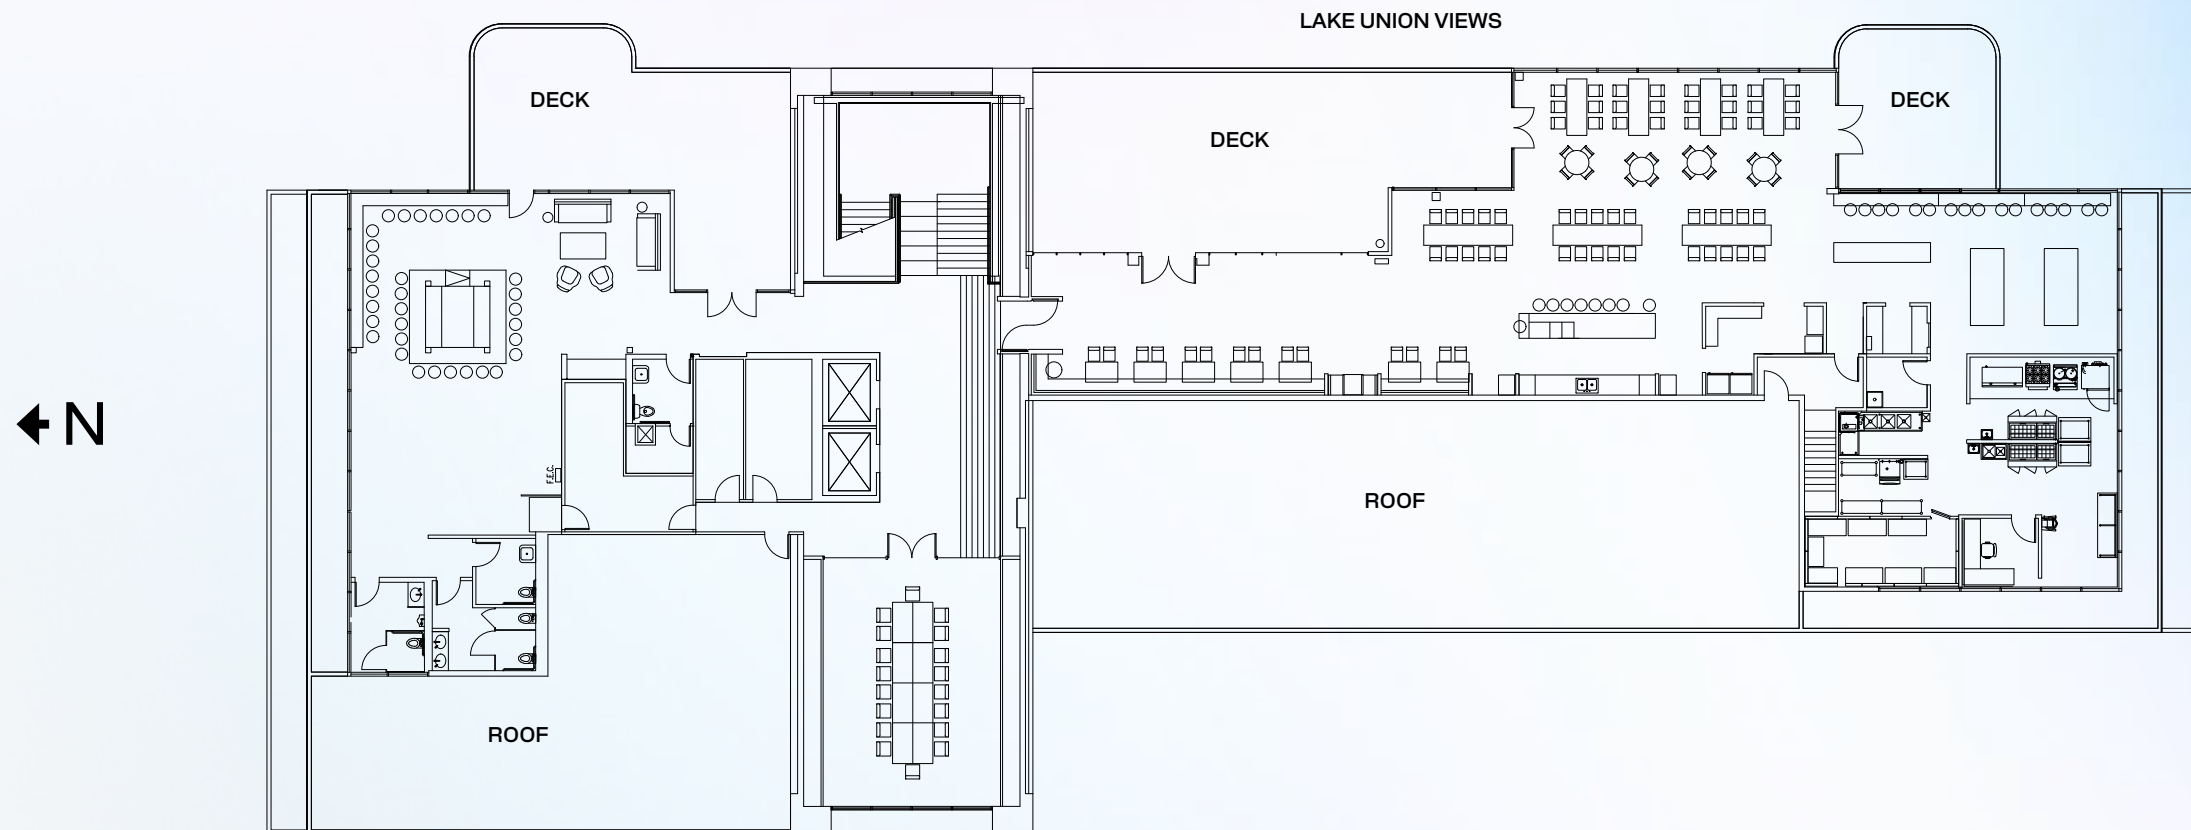 LAKE UNION VIEWS
DECK
DECK
DECK
N
F.E.C.
ROOF
ROOF